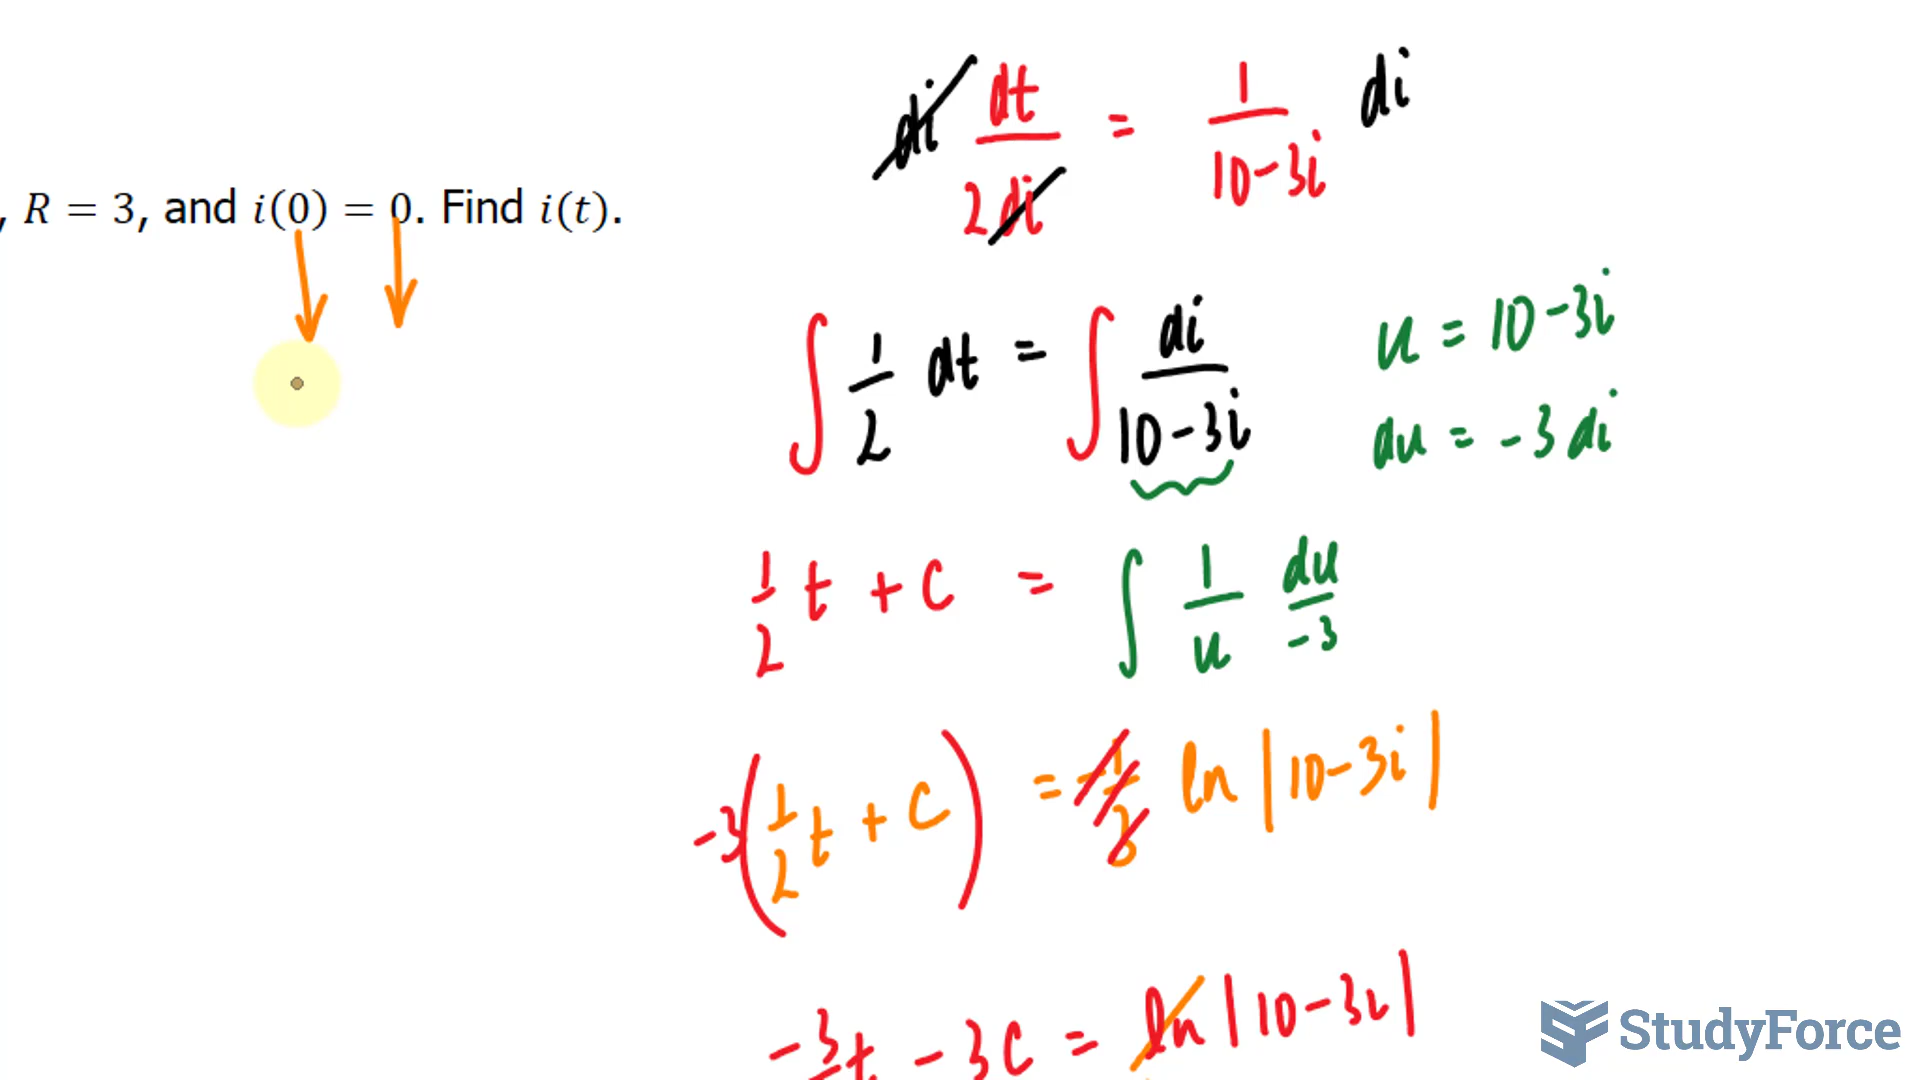 , R = 3, and i(0) = 0. Find i(t).
di dt/2di = 1/10-3i di
∫ 1/2 dt = ∫ di/10-3i
u = 10-3i
du = -3 di
1/2 t + C = ∫ 1/u du/-3
-3(1/2 t + C) = -1/3 ln |10-3i|
-3/ t - 3C = ln |10-3i|
StudyForce